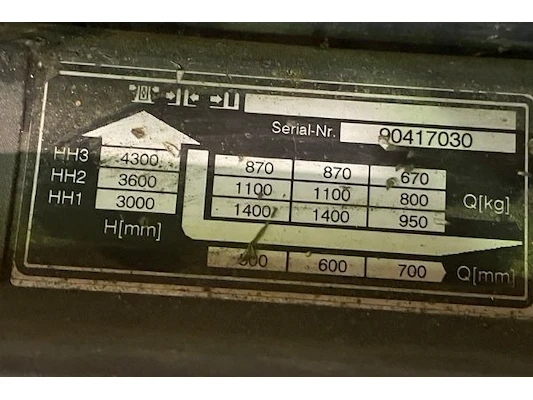 Serial-Nr. 90417030
HH3 4300 870 870 670
HH2 3600 1100 1100 800 Q[kg]
HH1 3000 1400 1400 950
H[mm]
600 700 Q[mm]